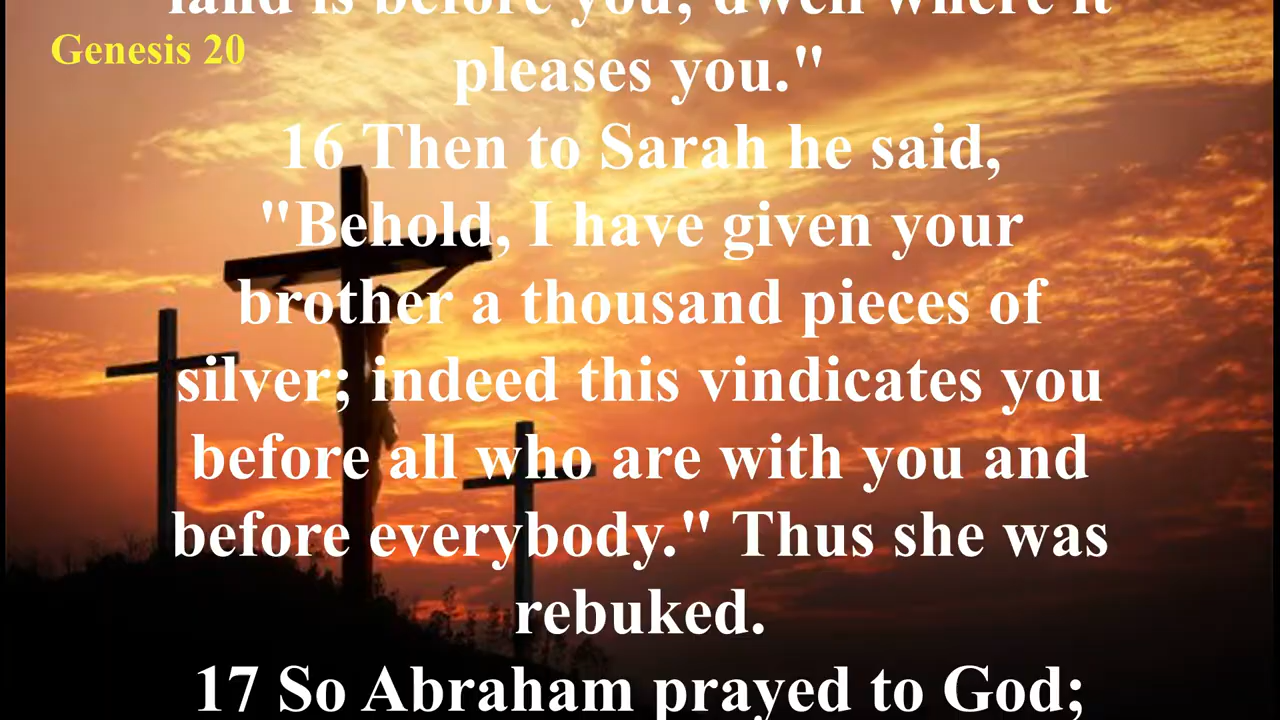 land is before you; dwell where it
Genesis 20
pleases you."
16 Then to Sarah he said,
"Behold, I have given your
brother a thousand pieces of
silver; indeed this vindicates you
before all who are with you and
before everybody." Thus she was
rebuked.
17 So Abraham prayed to God;